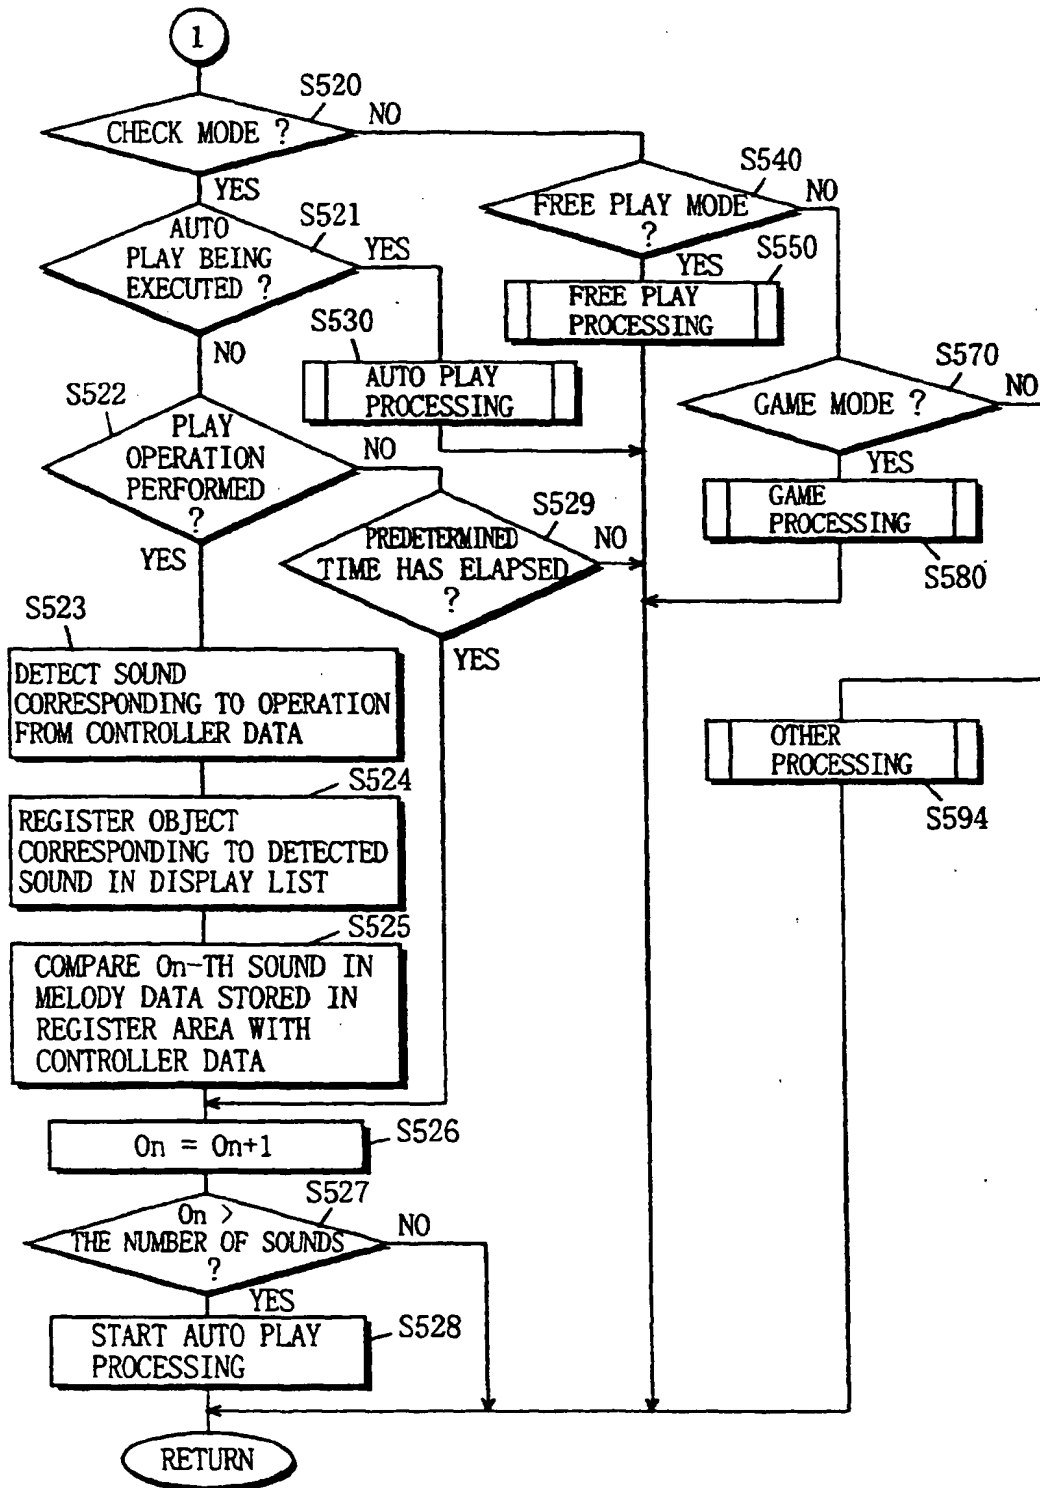 1
S520
CHECK MODE ?
NO
YES
S540
FREE PLAY MODE
?
NO
YES
S521
AUTO
PLAY BEING
EXECUTED ?
YES
NO
S550
FREE PLAY
PROCESSING
S530
AUTO PLAY
PROCESSING
S570
GAME MODE ?
NO
YES
S522
PLAY
OPERATION
PERFORMED
?
NO
YES
GAME
PROCESSING
S580
S529
PREDETERMINED
TIME HAS ELAPSED
?
NO
YES
S523
DETECT SOUND
CORRESPONDING TO OPERATION
FROM CONTROLLER DATA
OTHER
PROCESSING
S594
S524
REGISTER OBJECT
CORRESPONDING TO DETECTED
SOUND IN DISPLAY LIST
S525
COMPARE On-TH SOUND IN
MELODY DATA STORED IN
REGISTER AREA WITH
CONTROLLER DATA
On = On+1
S526
S527
On >
THE NUMBER OF SOUNDS
?
NO
YES
START AUTO PLAY
PROCESSING
S528
RETURN